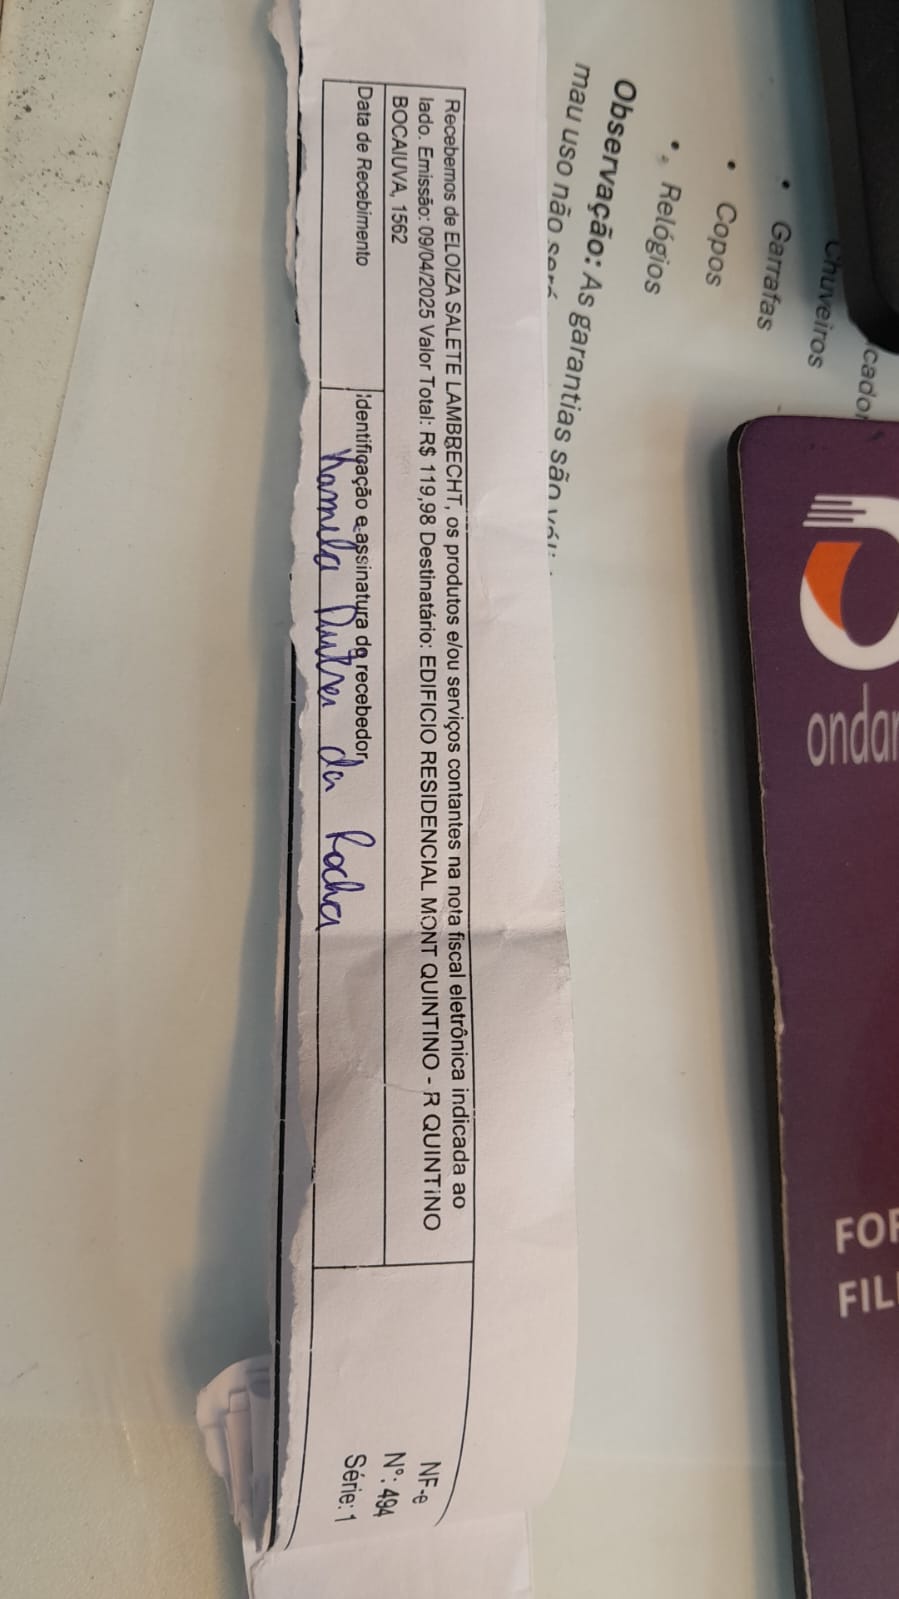 Recebemos de ELOIZA SALETE LAMBRECHT, os produtos e/ou serviços contantes na nota fiscal eletrônica indicada ao
lado. Emissão: 09/04/2025 Valor Total: R$ 119,98 Destinatário: EDIFICIO RESIDENCIAL MONT QUINTINO - R QUINTINO
BOCAIUVA, 1562
Data de Recebimento
Identificação e assinatura do recebedor
Kamila Dutra da Rocha
NF-e
Nº: 494
Série: 1
Chuveiros
• Garrafas
• Copos
• Relógios
Observação: As garantias são
mau uso não
ondar
FOR
FIL